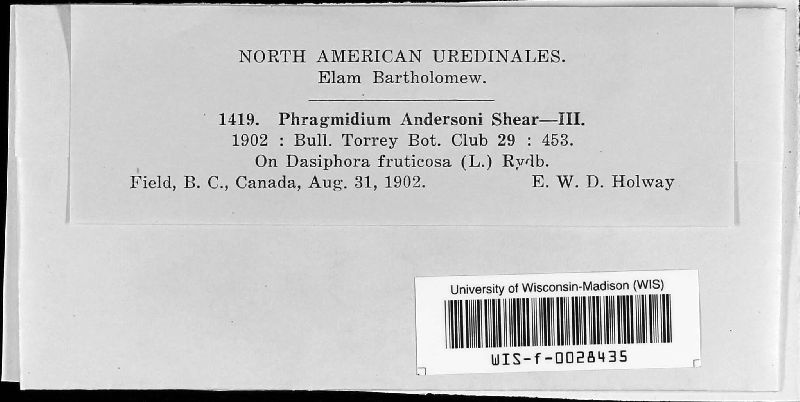 NORTH AMERICAN UREDINALES.
Elam Bartholomew.
1419. Phragmidium Andersoni Shear—III.
1902 : Bull. Torrey Bot. Club 29 : 453.
On Dasiphora fruticosa (L.) Rydb.
Field, B. C., Canada, Aug. 31, 1902. E. W. D. Holway
University of Wisconsin-Madison (WIS)
WIS-f-0028435